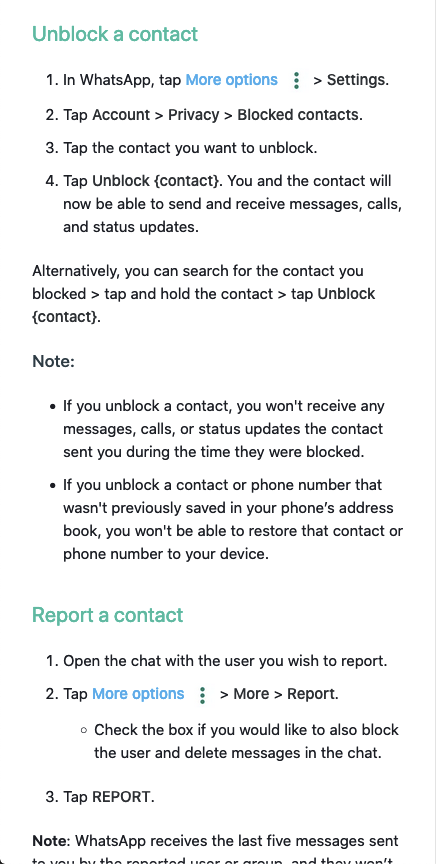 Unblock a contact
1. In WhatsApp, tap More options ⋮ > Settings.
2. Tap Account > Privacy > Blocked contacts.
3. Tap the contact you want to unblock.
4. Tap Unblock {contact}. You and the contact will
now be able to send and receive messages, calls,
and status updates.
Alternatively, you can search for the contact you
blocked > tap and hold the contact > tap Unblock
{contact}.
Note:
• If you unblock a contact, you won't receive any
messages, calls, or status updates the contact
sent you during the time they were blocked.
• If you unblock a contact or phone number that
wasn't previously saved in your phone’s address
book, you won't be able to restore that contact or
phone number to your device.
Report a contact
1. Open the chat with the user you wish to report.
2. Tap More options ⋮ > More > Report.
◦ Check the box if you would like to also block
the user and delete messages in the chat.
3. Tap REPORT.
Note: WhatsApp receives the last five messages sent
to you by the reported user or group, and they won’t